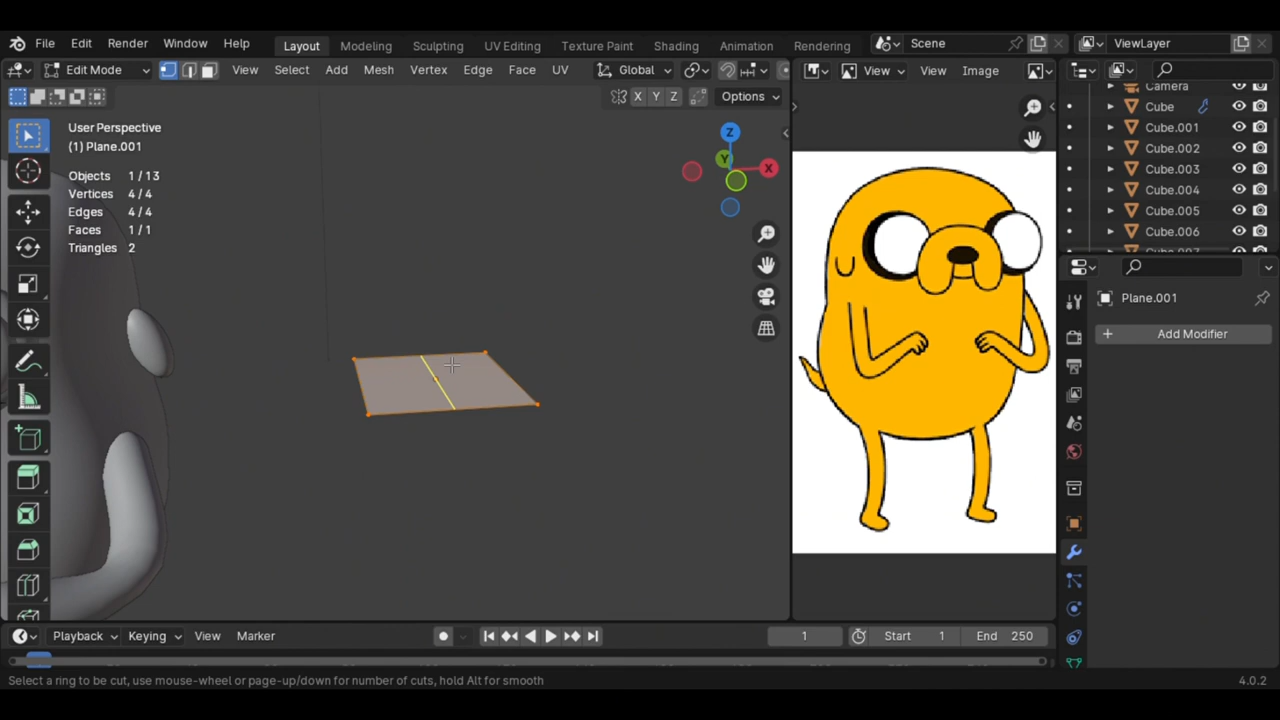 File Edit Render Window Help Layout Modeling Sculpting UV Editing Texture Paint Shading Animation Rendering Scene ViewLayer
Edit Mode View Select Add Mesh Vertex Edge Face UV Global View View Image
X Y Z Options
User Perspective
(1) Plane.001
Objects 1 / 13
Vertices 4 / 4
Edges 4 / 4
Faces 1 / 1
Triangles 2
Z
Y
X
Camera
Cube
Cube.001
Cube.002
Cube.003
Cube.004
Cube.005
Cube.006
Cube.007
Plane.001
+ Add Modifier
Playback Keying View Marker 1 Start 1 End 250
Select a ring to be cut, use mouse-wheel or page-up/down for number of cuts, hold Alt for smooth 4.0.2